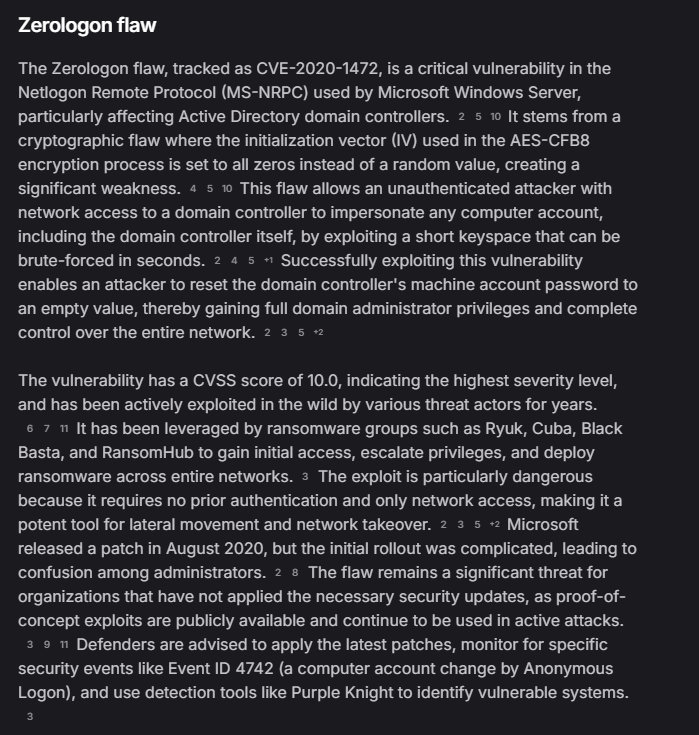 Zerologon flaw
The Zerologon flaw, tracked as CVE-2020-1472, is a critical vulnerability in the
Netlogon Remote Protocol (MS-NRPC) used by Microsoft Windows Server,
particularly affecting Active Directory domain controllers. 2 5 10 It stems from a
cryptographic flaw where the initialization vector (IV) used in the AES-CFB8
encryption process is set to all zeros instead of a random value, creating a
significant weakness. 4 5 10 This flaw allows an unauthenticated attacker with
network access to a domain controller to impersonate any computer account,
including the domain controller itself, by exploiting a short keyspace that can be
brute-forced in seconds. 2 4 5 +1 Successfully exploiting this vulnerability
enables an attacker to reset the domain controller's machine account password to
an empty value, thereby gaining full domain administrator privileges and complete
control over the entire network. 2 3 5 +2
The vulnerability has a CVSS score of 10.0, indicating the highest severity level,
and has been actively exploited in the wild by various threat actors for years.
6 7 11 It has been leveraged by ransomware groups such as Ryuk, Cuba, Black
Basta, and RansomHub to gain initial access, escalate privileges, and deploy
ransomware across entire networks. 3 The exploit is particularly dangerous
because it requires no prior authentication and only network access, making it a
potent tool for lateral movement and network takeover. 2 3 5 +2 Microsoft
released a patch in August 2020, but the initial rollout was complicated, leading to
confusion among administrators. 2 8 The flaw remains a significant threat for
organizations that have not applied the necessary security updates, as proof-of-
concept exploits are publicly available and continue to be used in active attacks.
3 9 11 Defenders are advised to apply the latest patches, monitor for specific
security events like Event ID 4742 (a computer account change by Anonymous
Logon), and use detection tools like Purple Knight to identify vulnerable systems.
3